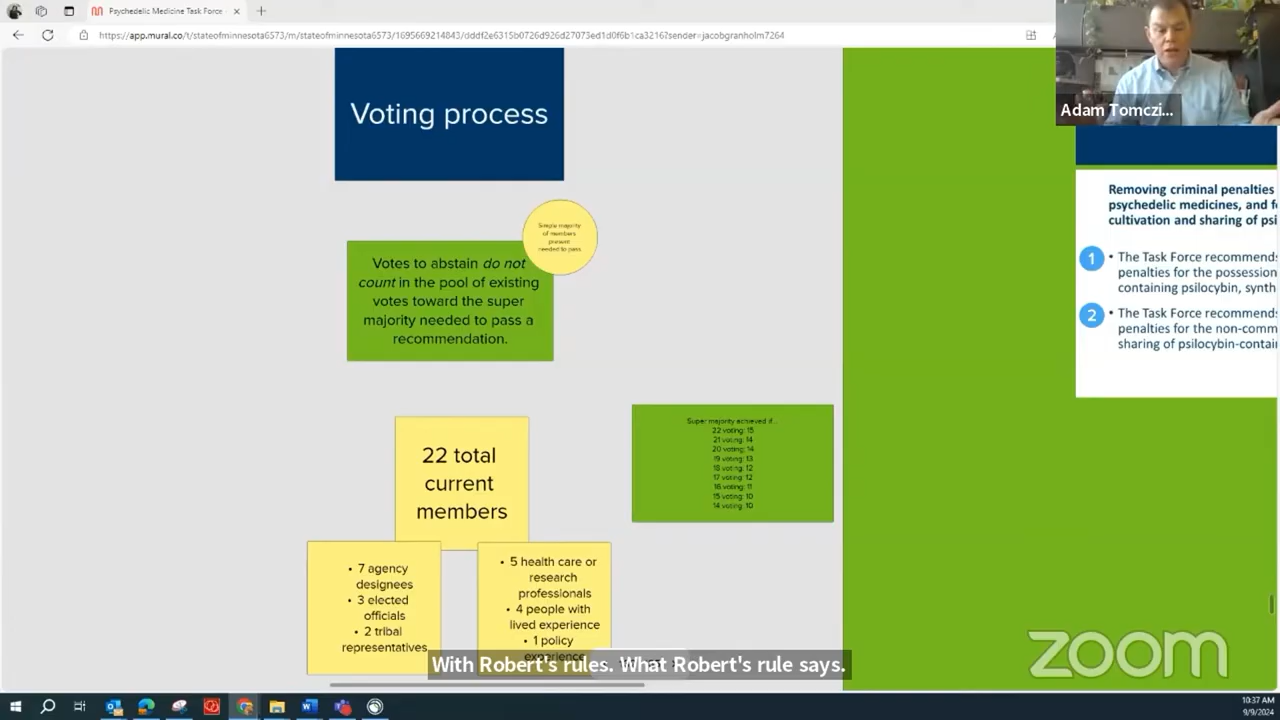 Psychedelic Medicine Task Force
https://app.mural.co/t/stateofminnesota6573/m/stateofminnesota6573/1695669214843/dddf2e6315b0726d926d27073ed1d0f6b1ca3216?sender=jacobgranholm7264
Adam Tomczi...
Voting process
Simple majority
of members
present
needed to pass
Votes to abstain do not
count in the pool of existing
votes toward the super
majority needed to pass a
recommendation.
22 total
current
members
• 7 agency
designees
• 3 elected
officials
• 2 tribal
representatives
• 5 health care or
research
professionals
• 4 people with
lived experience
• 1 policy
experience
Super majority achieved if...
22 voting: 15
21 voting: 14
20 voting: 14
19 voting: 13
18 voting: 12
17 voting: 12
16 voting: 11
15 voting: 10
14 voting: 10
Removing criminal penalties
psychedelic medicines, and f
cultivation and sharing of psi
1 • The Task Force recommends
penalties for the possession
containing psilocybin, synth
2 • The Task Force recommends
penalties for the non-comm
sharing of psilocybin-contai
With Robert's rules. What Robert's rule says.
zoom
10:37 AM
9/9/2024